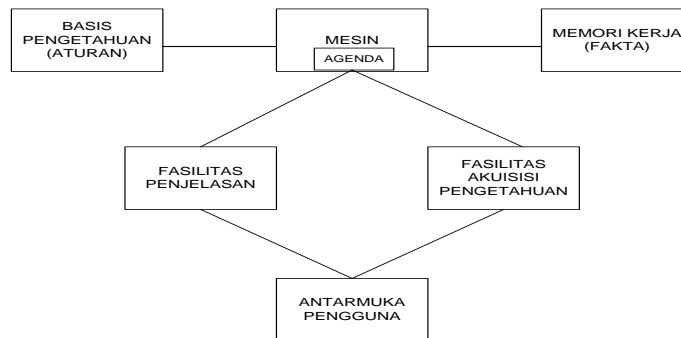 BASIS
PENGETAHUAN
(ATURAN)
MESIN
AGENDA
MEMORI KERJA
(FAKTA)
FASILITAS
PENJELASAN
FASILITAS
AKUISISI
PENGETAHUAN
ANTARMUKA
PENGGUNA